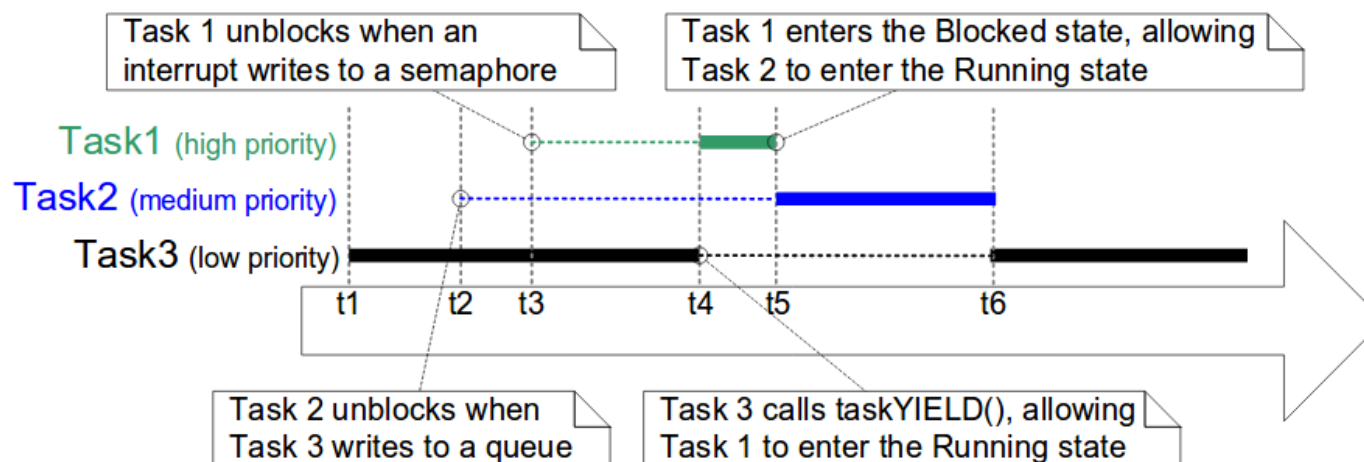 Task 1 unblocks when an
interrupt writes to a semaphore
Task 1 enters the Blocked state, allowing
Task 2 to enter the Running state
Task1 (high priority)
Task2 (medium priority)
Task3 (low priority)
t1 t2 t3 t4 t5 t6
Task 2 unblocks when
Task 3 writes to a queue
Task 3 calls taskYIELD(), allowing
Task 1 to enter the Running state